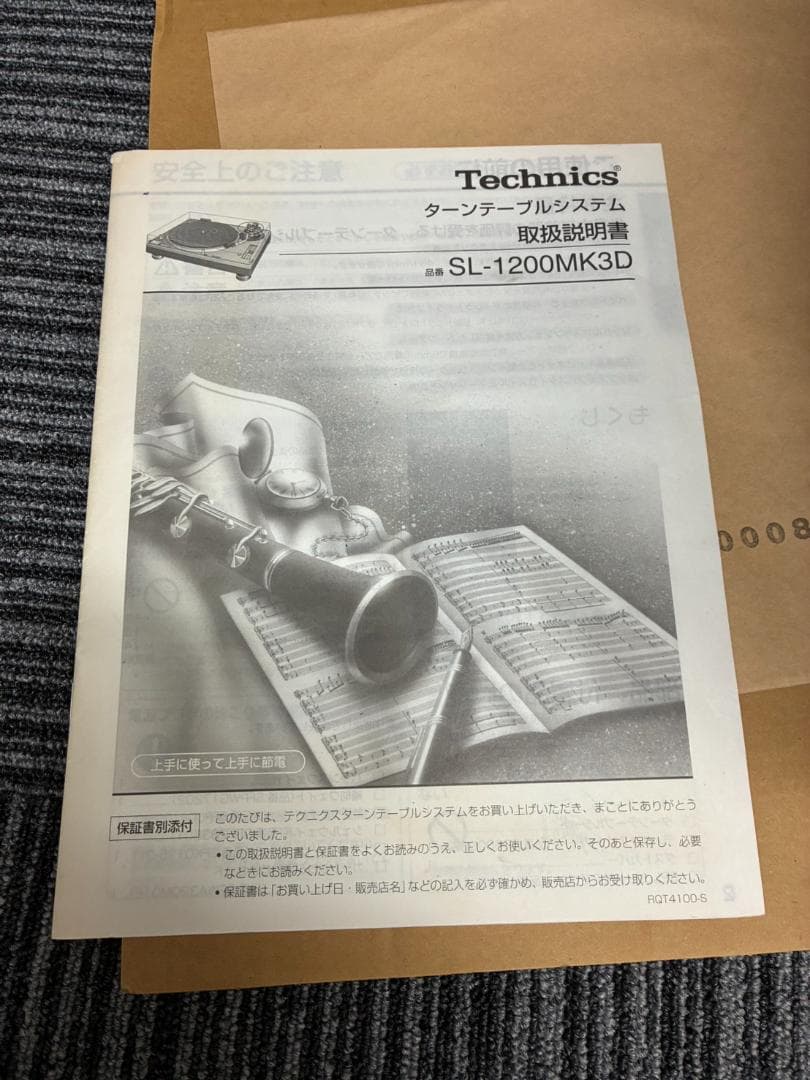 安全上のご注意
Technics®
ターンテーブルシステム
取扱説明書
品番 SL-1200MK3D
もくじ
上手に使って上手に節電
保証書別添付
このたびは、テクニクスターンテーブルシステムをお買い上げいただき、まことにありがとう
ございました。
•この取扱説明書と保証書をよくお読みのうえ、正しくお使いください。そのあと保存し、必要
なときにお読みください。
•保証書は「お買い上げ日・販売店名」などの記入を必ず確かめ、販売店からお受け取りください。
RQT4100-S
0008